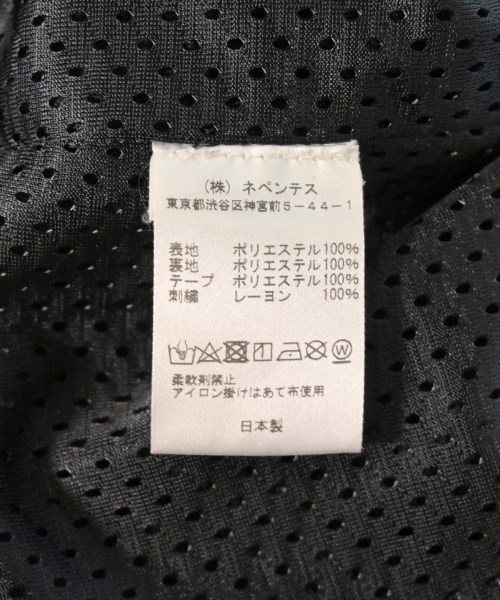 （株）ネペンテス
東京都渋谷区神宮前5－44－1
表地 ポリエステル100%
裏地 ポリエステル100%
テープ ポリエステル100%
刺繍 レーヨン 100%
柔軟剤禁止
アイロン掛けはあて布使用
日本製